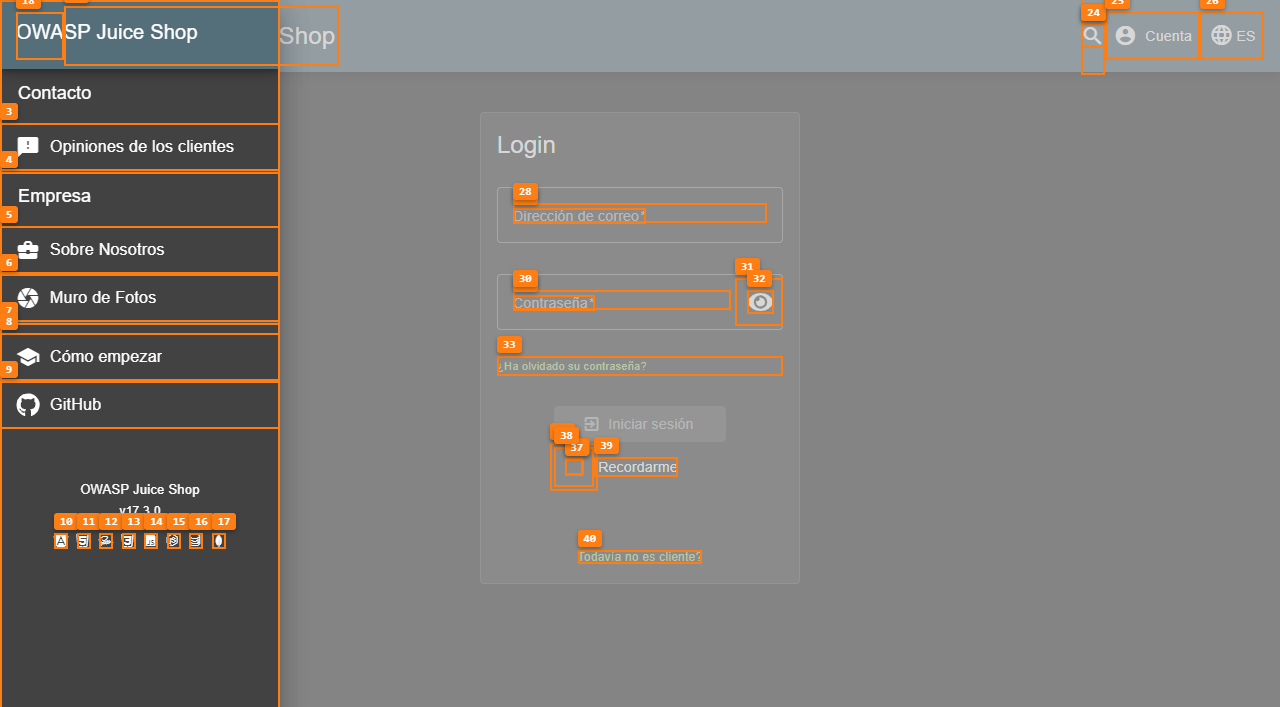 OWASP Juice Shop
Shop
24
25
Cuenta
26
ES
18
Contacto
3
Opiniones de los clientes
4
Empresa
5
Sobre Nosotros
6
Muro de Fotos
7
8
Cómo empezar
9
GitHub
OWASP Juice Shop
v17.3.0
10 11 12 13 14 15 16 17
Login
28
Dirección de correo*
30
31
32
Contraseña*
33
¿Ha olvidado su contraseña?
Iniciar sesión
38
37
39
Recordarme
40
Todavía no es cliente?